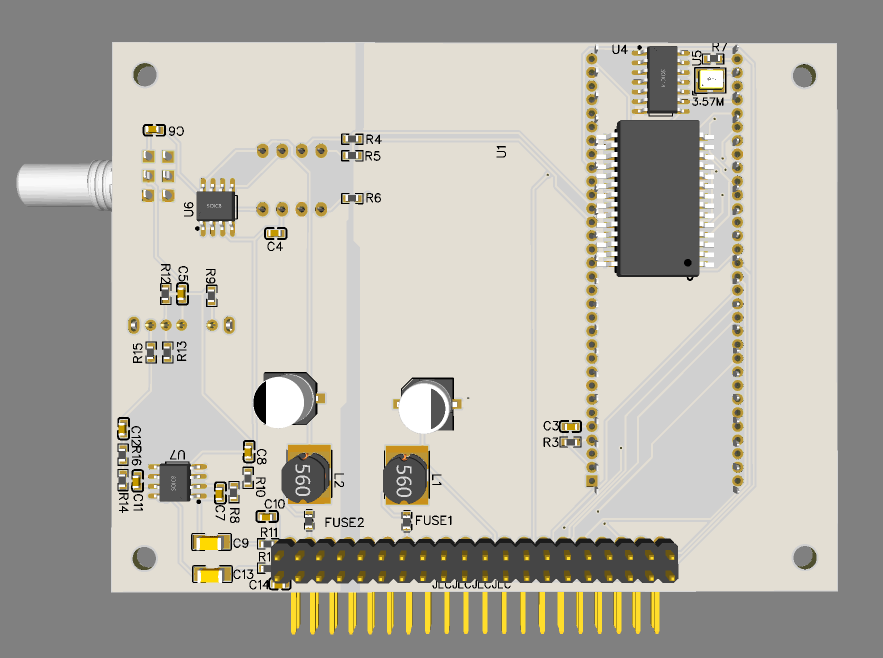 U4
U5
R7
3.57M
C6
R4
R5
U1
R6
U6
SOIC8
C4
R12
C5
R9
R15
R13
C12
R16
U7
C8
R10
560
L2
560
L1
C3
R3
R14
C11
C7
R8
C10
FUSE2
FUSE1
C9
R11
R1
C13
C14
JLCJLCJLCJLC